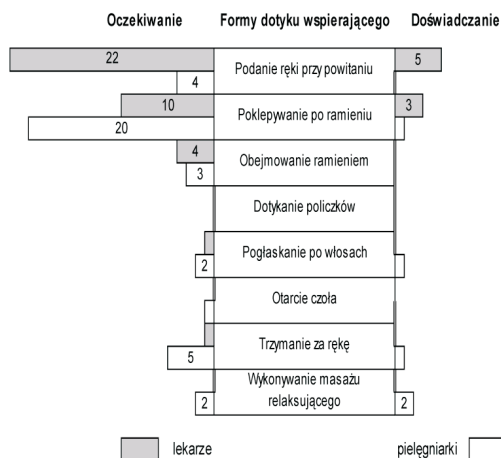 Oczekiwanie Formy dotyku wspierającego Doświadczanie
22 Podanie ręki przy powitaniu 5
4
10 Poklepywanie po ramieniu 3
20
4 Obejmowanie ramieniem
3
Dotykanie policzków
Pogłaskanie po włosach
2
Otarcie czoła
Trzymanie za rękę
5
Wykonywanie masażu
relaksującego
2 2
lekarze pielęgniarki